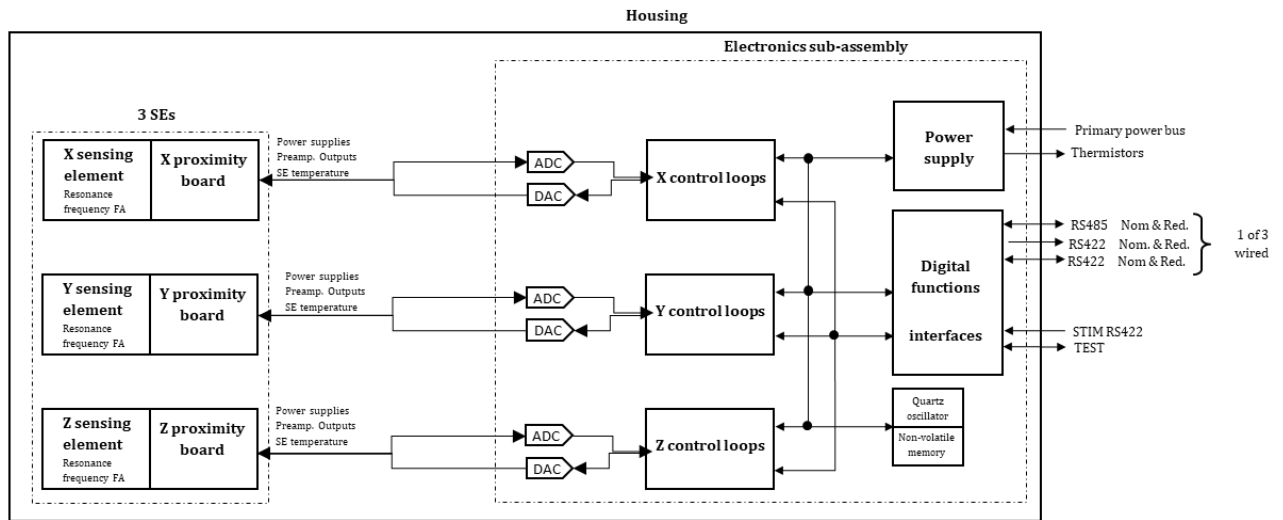 Housing
Electronics sub-assembly
3 SEs
X sensing
element
Resonance
frequency FA
X proximity
board
Power supplies
Preamp. Outputs
SE temperature
ADC
DAC
X control loops
Power
supply
Primary power bus
Thermistors
Y sensing
element
Resonance
frequency FA
Y proximity
board
Power supplies
Preamp. Outputs
SE temperature
ADC
DAC
Y control loops
Digital
functions
interfaces
RS485 Nom & Red.
RS422 Nom. & Red.
RS422 Nom & Red.
1 of 3
wired
STIM RS422
TEST
Z sensing
element
Resonance
frequency FA
Z proximity
board
Power supplies
Preamp. Outputs
SE temperature
ADC
DAC
Z control loops
Quartz
oscillator
Non-volatile
memory